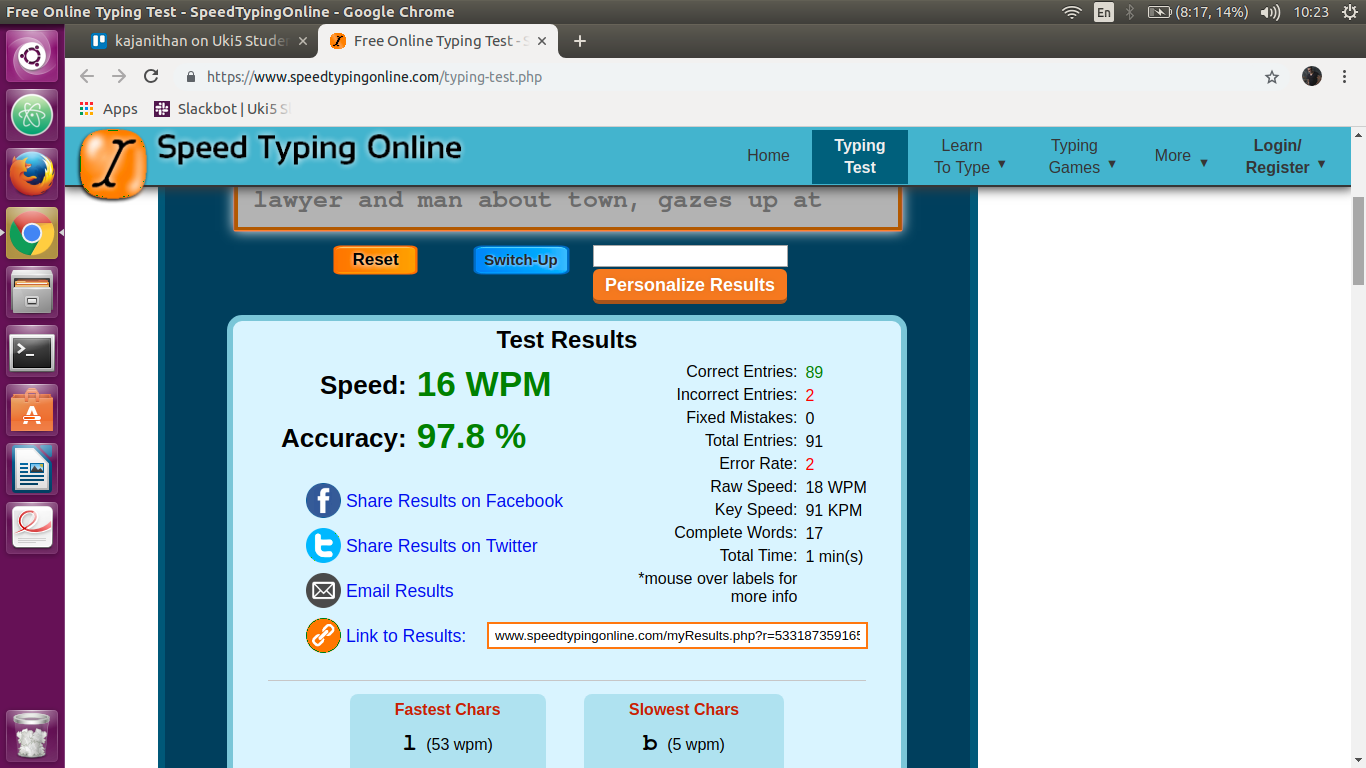 Free Online Typing Test - SpeedTypingOnline - Google Chrome
En
(8:17, 14%)
10:23
kajanithan on Uki5 Stude
Free Online Typing Test - S
https://www.speedtypingonline.com/typing-test.php
Apps
Slackbot | Uki5 S
Speed Typing Online
Home
Typing
Test
Learn
To Type ▼
Typing
Games ▼
More ▼
Login/
Register ▼
lawyer and man about town, gazes up at
Reset
Switch-Up
Personalize Results
Test Results
Speed: 16 WPM
Accuracy: 97.8 %
Share Results on Facebook
Share Results on Twitter
Email Results
Link to Results: www.speedtypingonline.com/myResults.php?r=533187359165
Correct Entries: 89
Incorrect Entries: 2
Fixed Mistakes: 0
Total Entries: 91
Error Rate: 2
Raw Speed: 18 WPM
Key Speed: 91 KPM
Complete Words: 17
Total Time: 1 min(s)
*mouse over labels for
more info
Fastest Chars
l (53 wpm)
Slowest Chars
b (5 wpm)